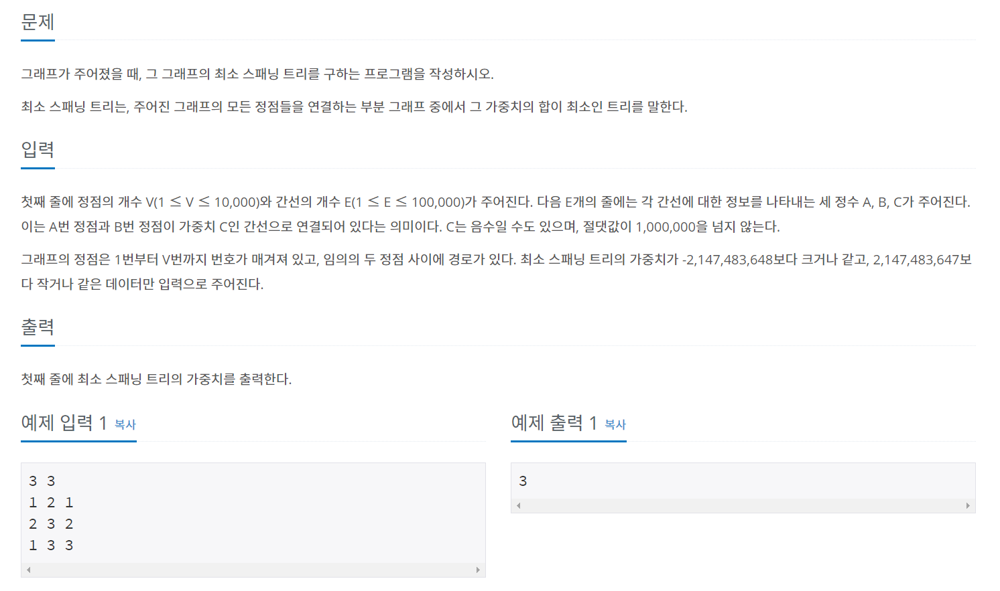 문제
그래프가 주어졌을 때, 그 그래프의 최소 스패닝 트리를 구하는 프로그램을 작성하시오.
최소 스패닝 트리는, 주어진 그래프의 모든 정점들을 연결하는 부분 그래프 중에서 그 가중치의 합이 최소인 트리를 말한다.
입력
첫째 줄에 정점의 개수 V(1 ≤ V ≤ 10,000)와 간선의 개수 E(1 ≤ E ≤ 100,000)가 주어진다. 다음 E개의 줄에는 각 간선에 대한 정보를 나타내는 세 정수 A, B, C가 주어진다.
이는 A번 정점과 B번 정점이 가중치 C인 간선으로 연결되어 있다는 의미이다. C는 음수일 수도 있으며, 절댓값이 1,000,000을 넘지 않는다.
그래프의 정점은 1번부터 V번까지 번호가 매겨져 있고, 임의의 두 정점 사이에 경로가 있다. 최소 스패닝 트리의 가중치가 -2,147,483,648보다 크거나 같고, 2,147,483,647보
다 작거나 같은 데이터만 입력으로 주어진다.
출력
첫째 줄에 최소 스패닝 트리의 가중치를 출력한다.
예제 입력 1 복사
3 3
1 2 1
2 3 2
1 3 3
예제 출력 1 복사
3